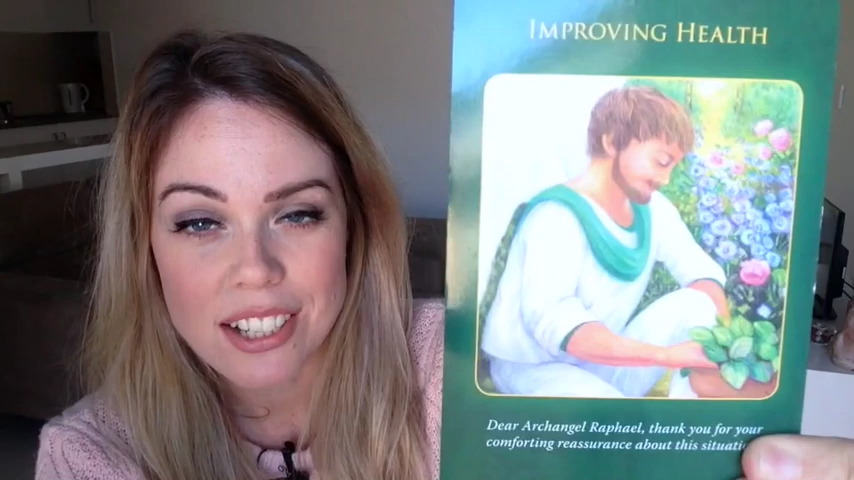 IMPROVING HEALTH
Dear Archangel Raphael, thank you for your
comforting reassurance about this